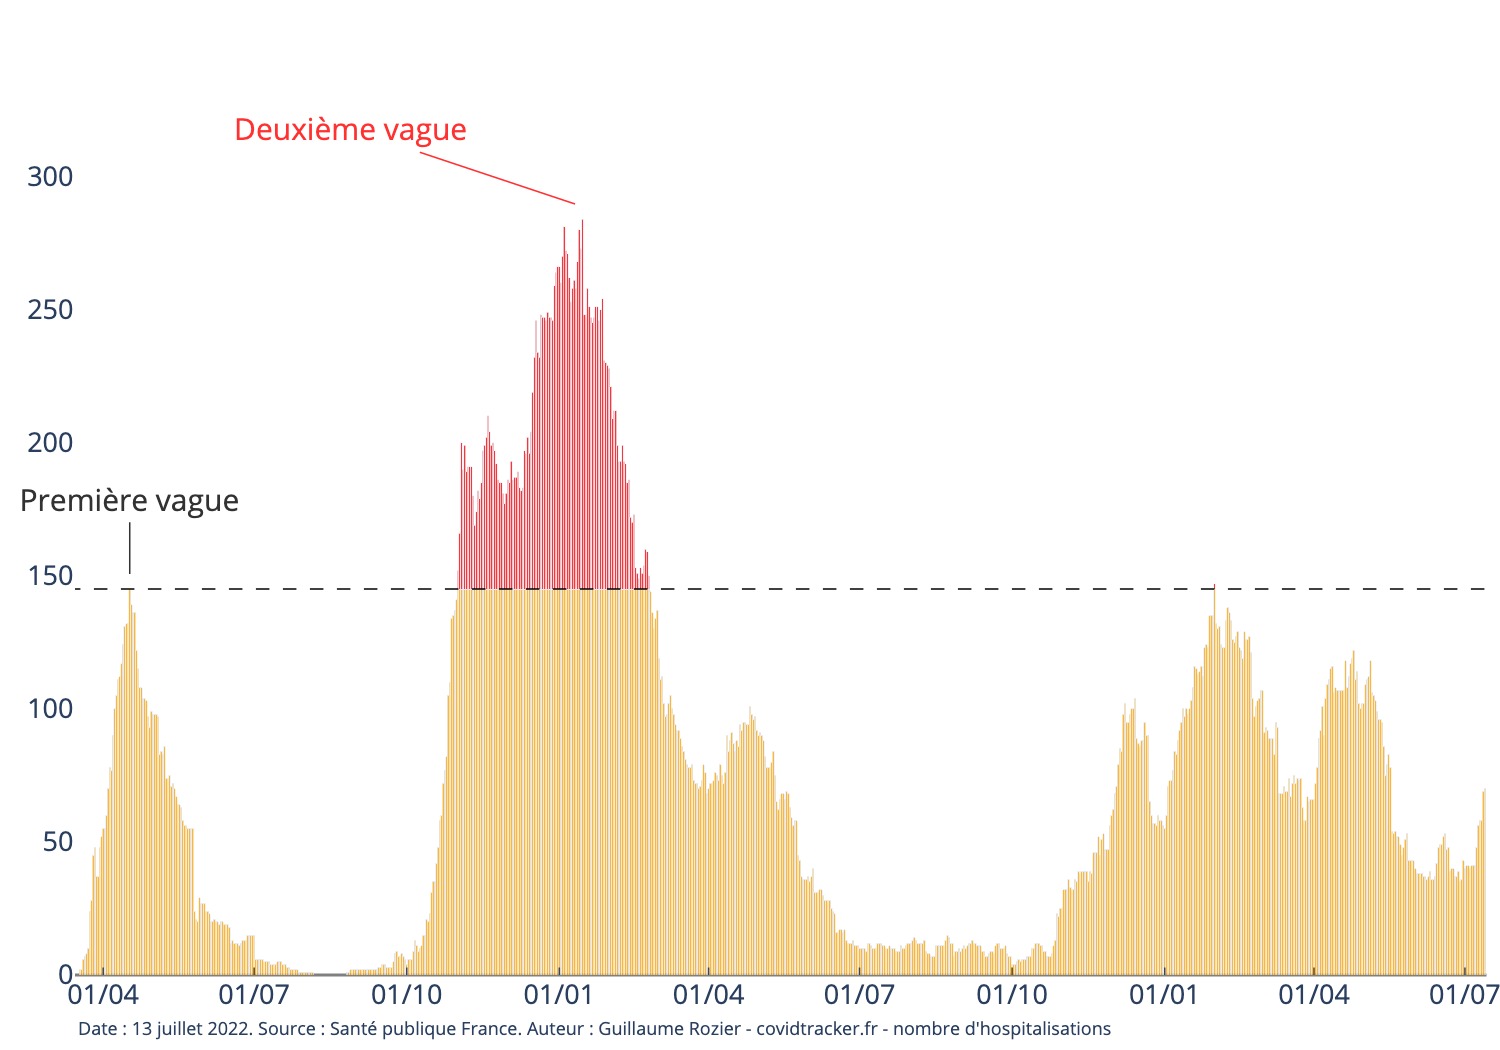 Deuxième vague
300
250
200
Première vague
150
100
50
0
01/04 01/07 01/10 01/01 01/04 01/07 01/10 01/01 01/04 01/07
Date : 13 juillet 2022. Source : Santé publique France. Auteur : Guillaume Rozier - covidtracker.fr - nombre d'hospitalisations